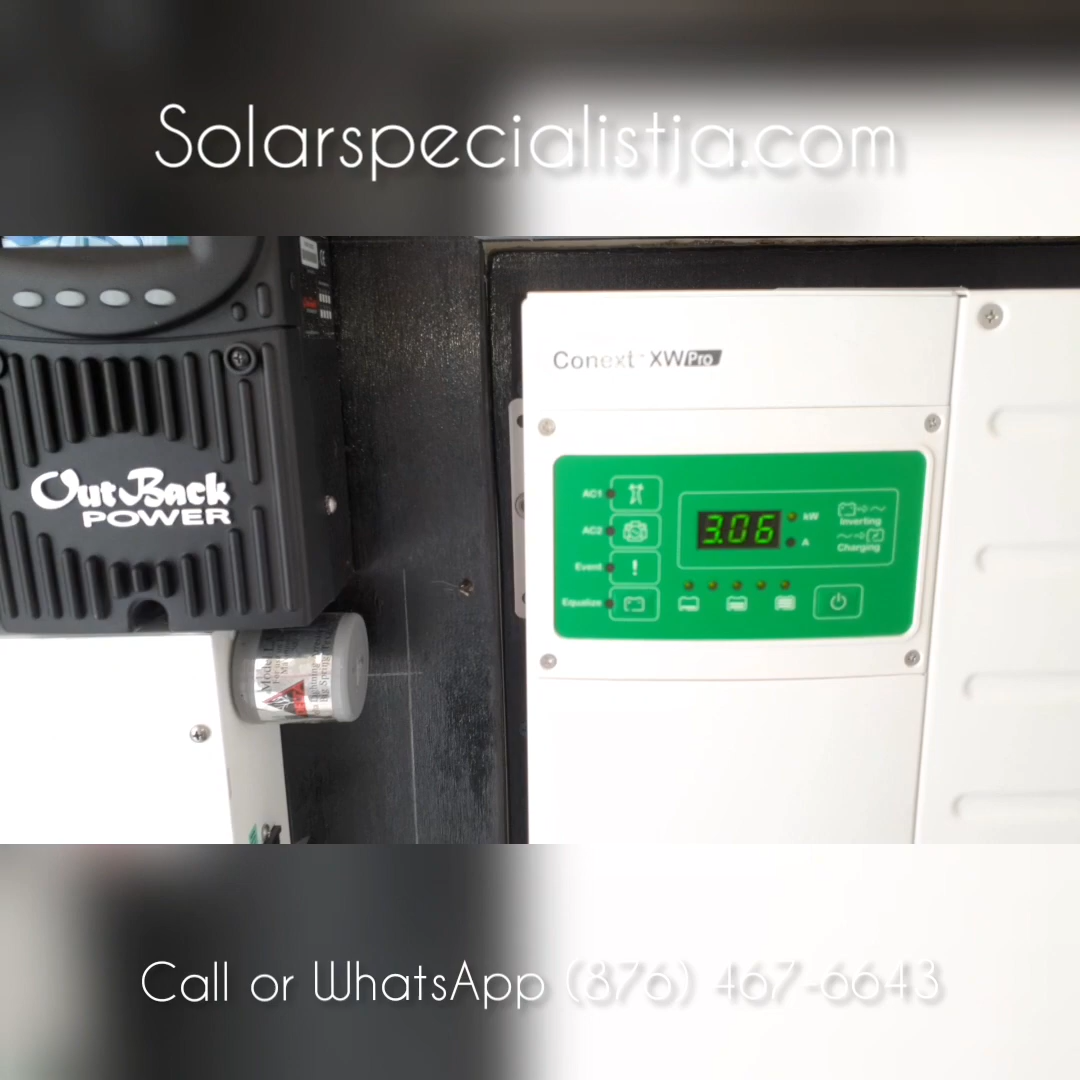 Solarspecialistja.com
Conext™ XW Pro
OutBack
POWER
AC1
AC2
Event
Equalize
3.06
kW
A
Inverting
Charging
Call or WhatsApp (876) 467-6643